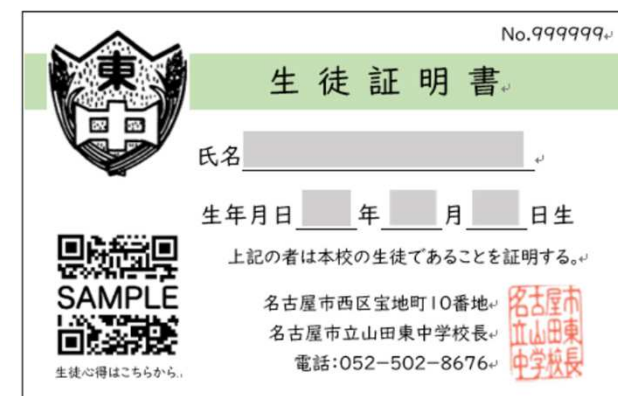 No.999999
東
中
生徒証明書
氏名
生年月日 年 月 日生
上記の者は本校の生徒であることを証明する。
SAMPLE
生徒心得はこちらから。
名古屋市西区宝地町10番地
名古屋市立山田東中学校長
電話:052-502-8676
名古屋市
立山田東
中学校長